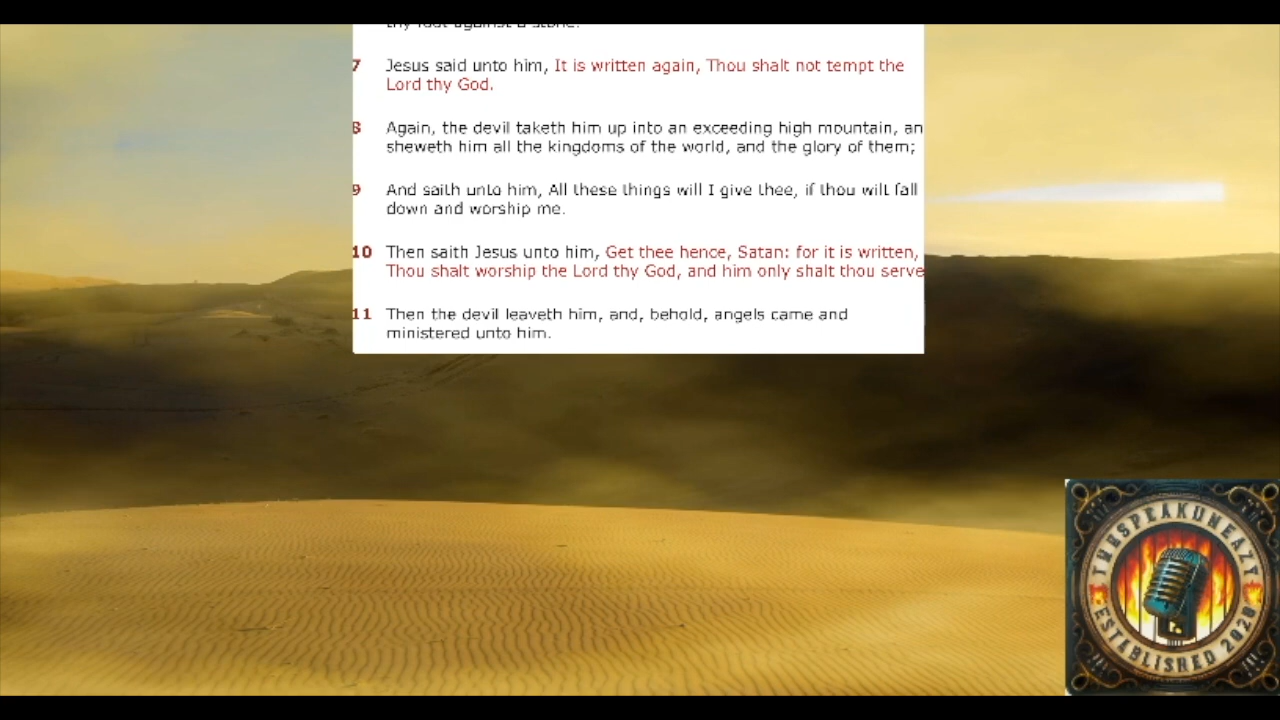 thy foot against a stone.
7 Jesus said unto him, It is written again, Thou shalt not tempt the
Lord thy God.
8 Again, the devil taketh him up into an exceeding high mountain, an
sheweth him all the kingdoms of the world, and the glory of them;
9 And saith unto him, All these things will I give thee, if thou wilt fall
down and worship me.
10 Then saith Jesus unto him, Get thee hence, Satan: for it is written,
Thou shalt worship the Lord thy God, and him only shalt thou serve
11 Then the devil leaveth him, and, behold, angels came and
ministered unto him.
THESPEAKUNEAZY
ESTABLISHED 2020